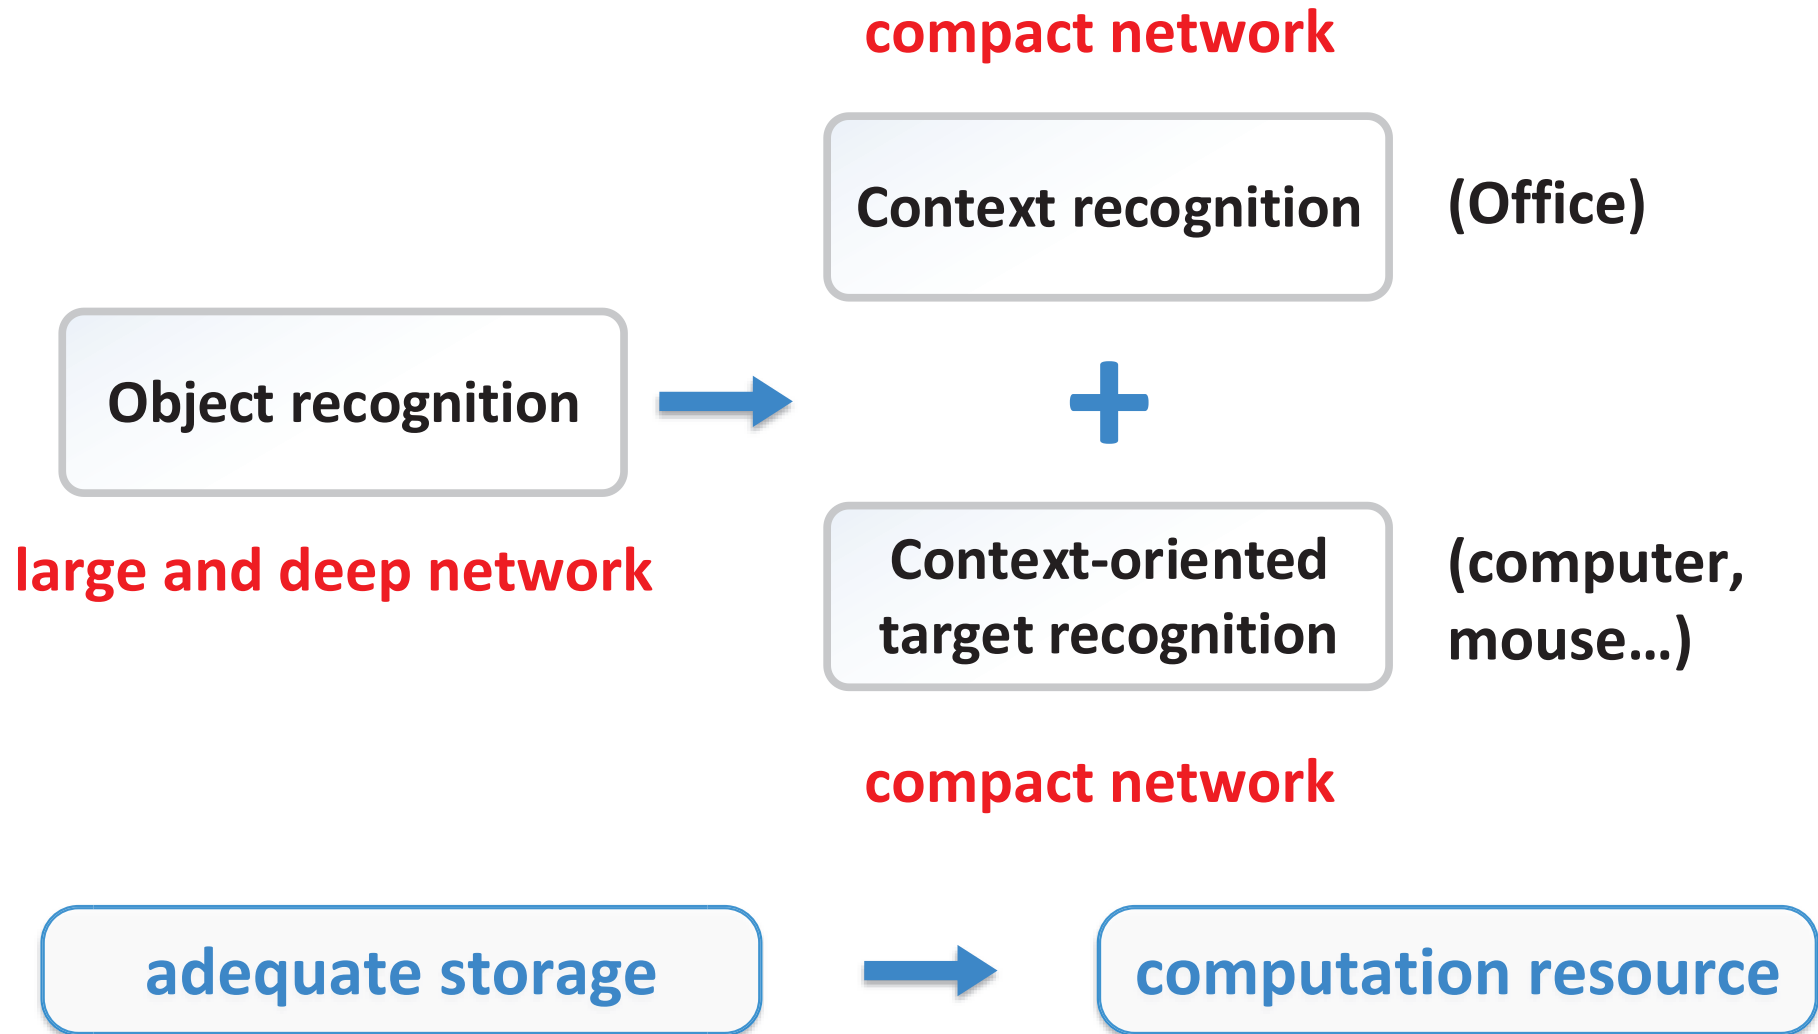 compact network
Context recognition
(Office)
Object recognition
large and deep network
Context-oriented
target recognition
(computer,
mouse...)
compact network
adequate storage
computation resource